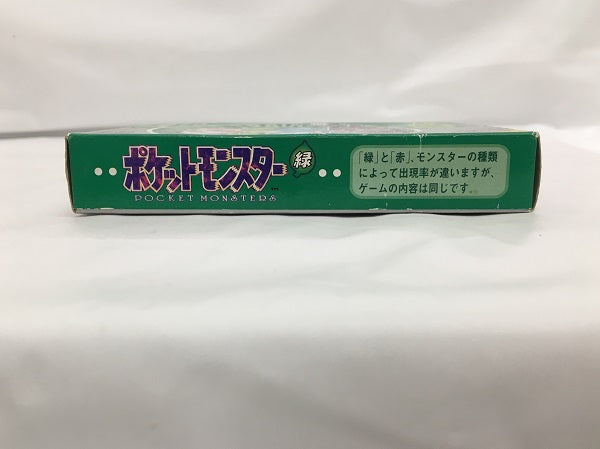 ポケットモンスター 緑
POCKET MONSTERS
TM
「緑」と「赤」、モンスターの種類
によって出現率が違いますが、
ゲームの内容は同じです。